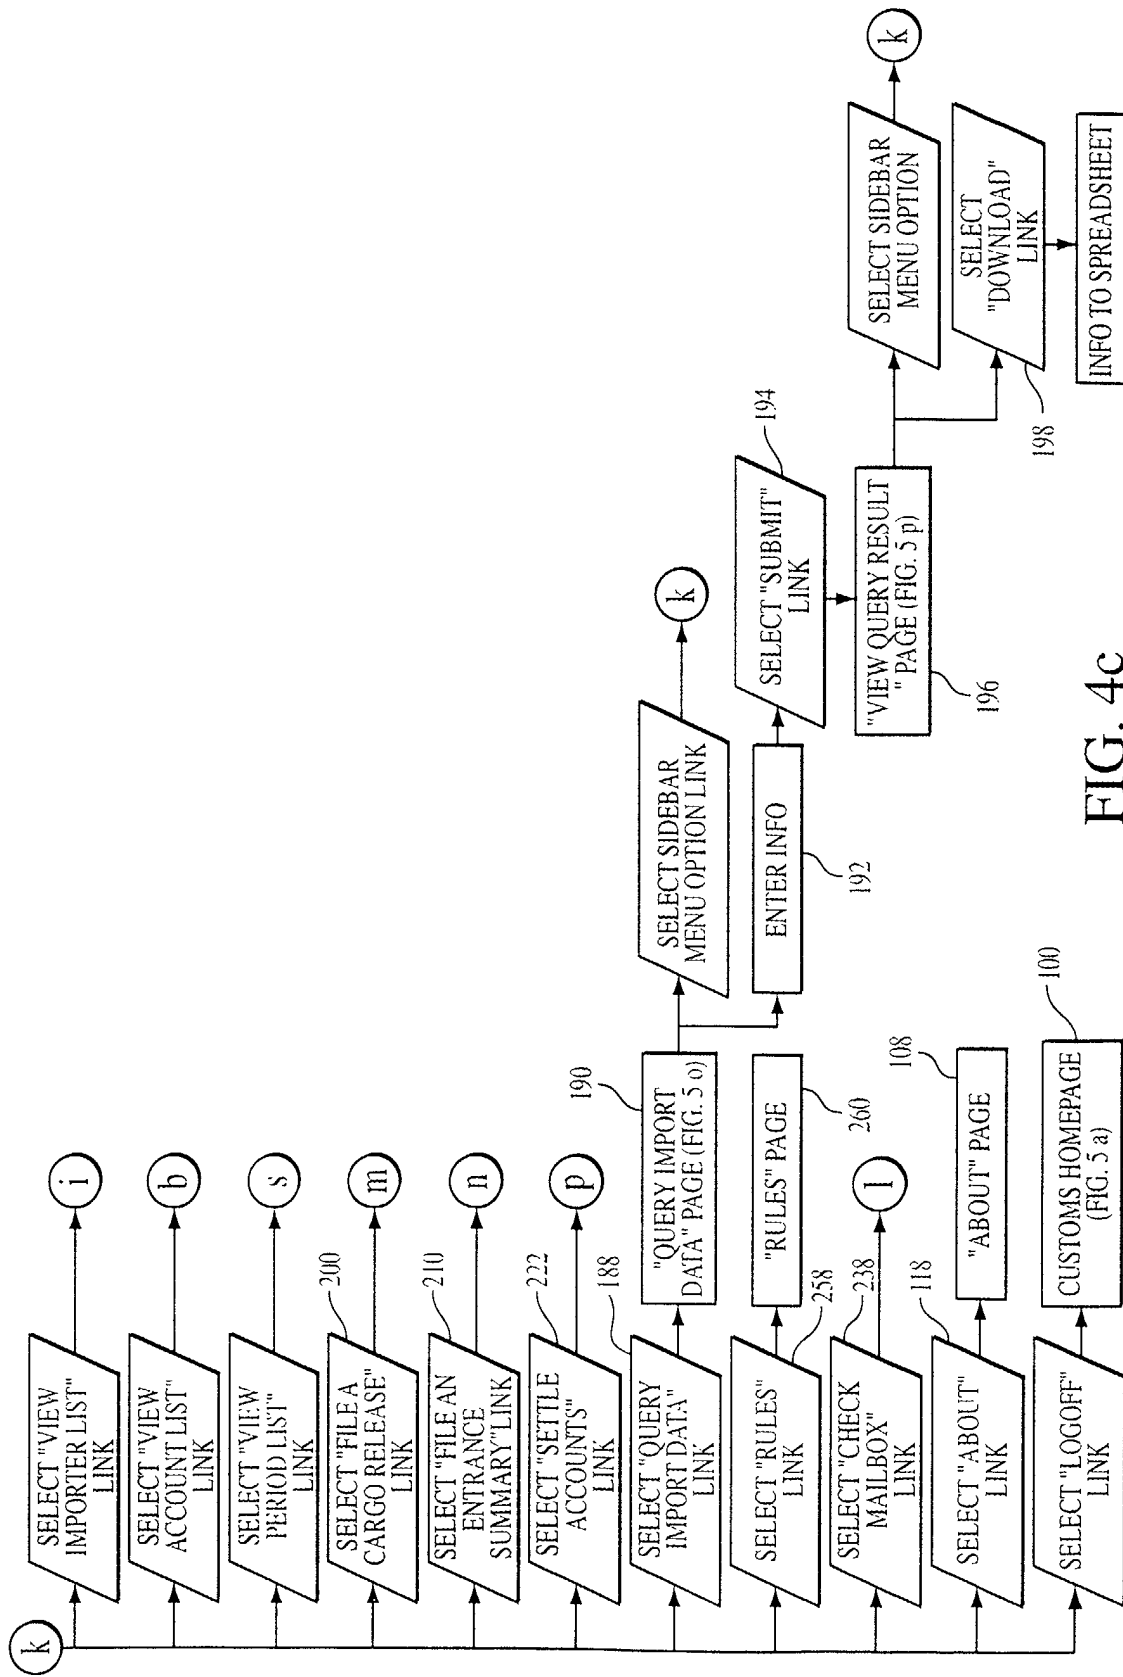 k
SELECT "VIEW
IMPORTER LIST"
LINK
i
SELECT "VIEW
ACCOUNT LIST"
LINK
b
SELECT "VIEW
PERIOD LIST"
LINK
s
SELECT "FILE A
CARGO RELEASE"
LINK
200
m
SELECT "FILE AN
ENTRANCE
SUMMARY"LINK
210
n
SELECT "SETTLE
ACCOUNTS"
LINK
222
p
SELECT "QUERY
IMPORT DATA"
LINK
188
"QUERY IMPORT
DATA" PAGE (FIG. 5 o)
190
SELECT SIDEBAR
MENU OPTION LINK
k
ENTER INFO
192
SELECT "SUBMIT"
LINK
194
"VIEW QUERY RESULT
" PAGE (FIG. 5 p)
196
SELECT SIDEBAR
MENU OPTION
k
SELECT
"DOWNLOAD"
LINK
198
INFO TO SPREADSHEET
SELECT "RULES"
LINK
258
"RULES" PAGE
260
SELECT "CHECK
MAILBOX"
LINK
238
l
SELECT "ABOUT"
LINK
118
"ABOUT" PAGE
108
SELECT "LOGOFF"
LINK
CUSTOMS HOMEPAGE
(FIG. 5 a)
100
FIG. 4c